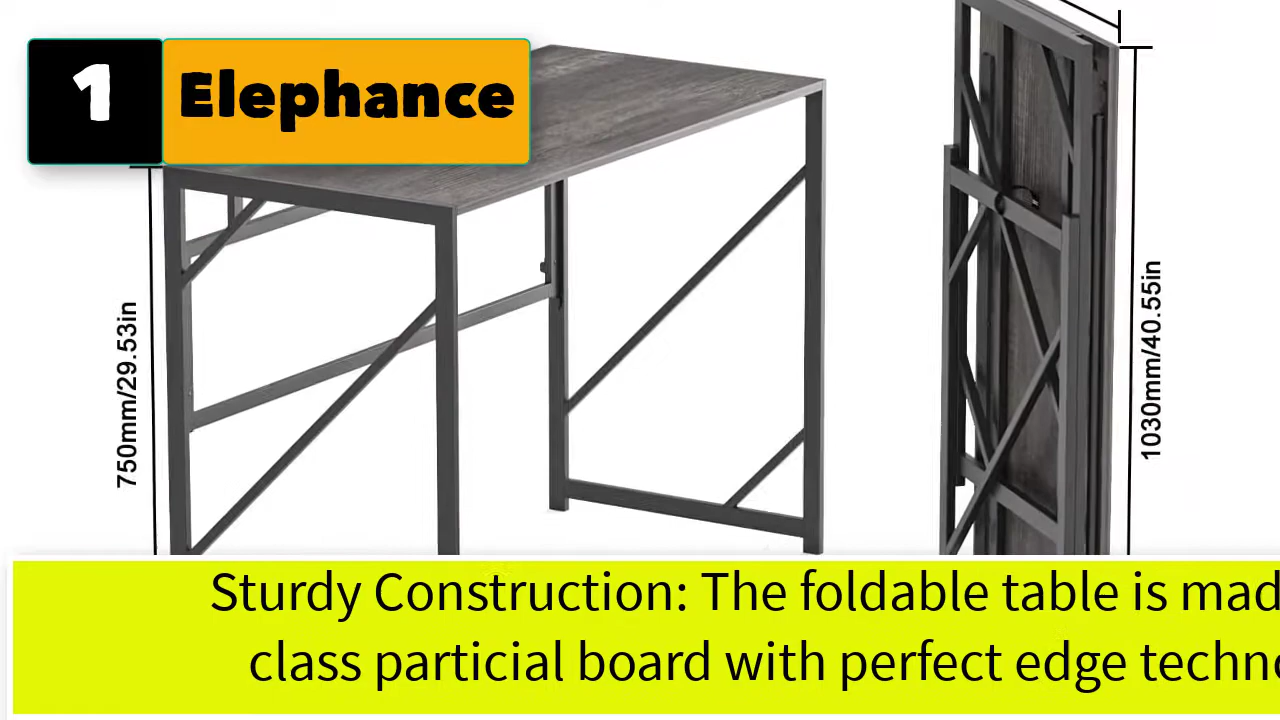 1 Elephance
750mm/29.53in
1030mm/40.55in
Sturdy Construction: The foldable table is mad
class particial board with perfect edge techn